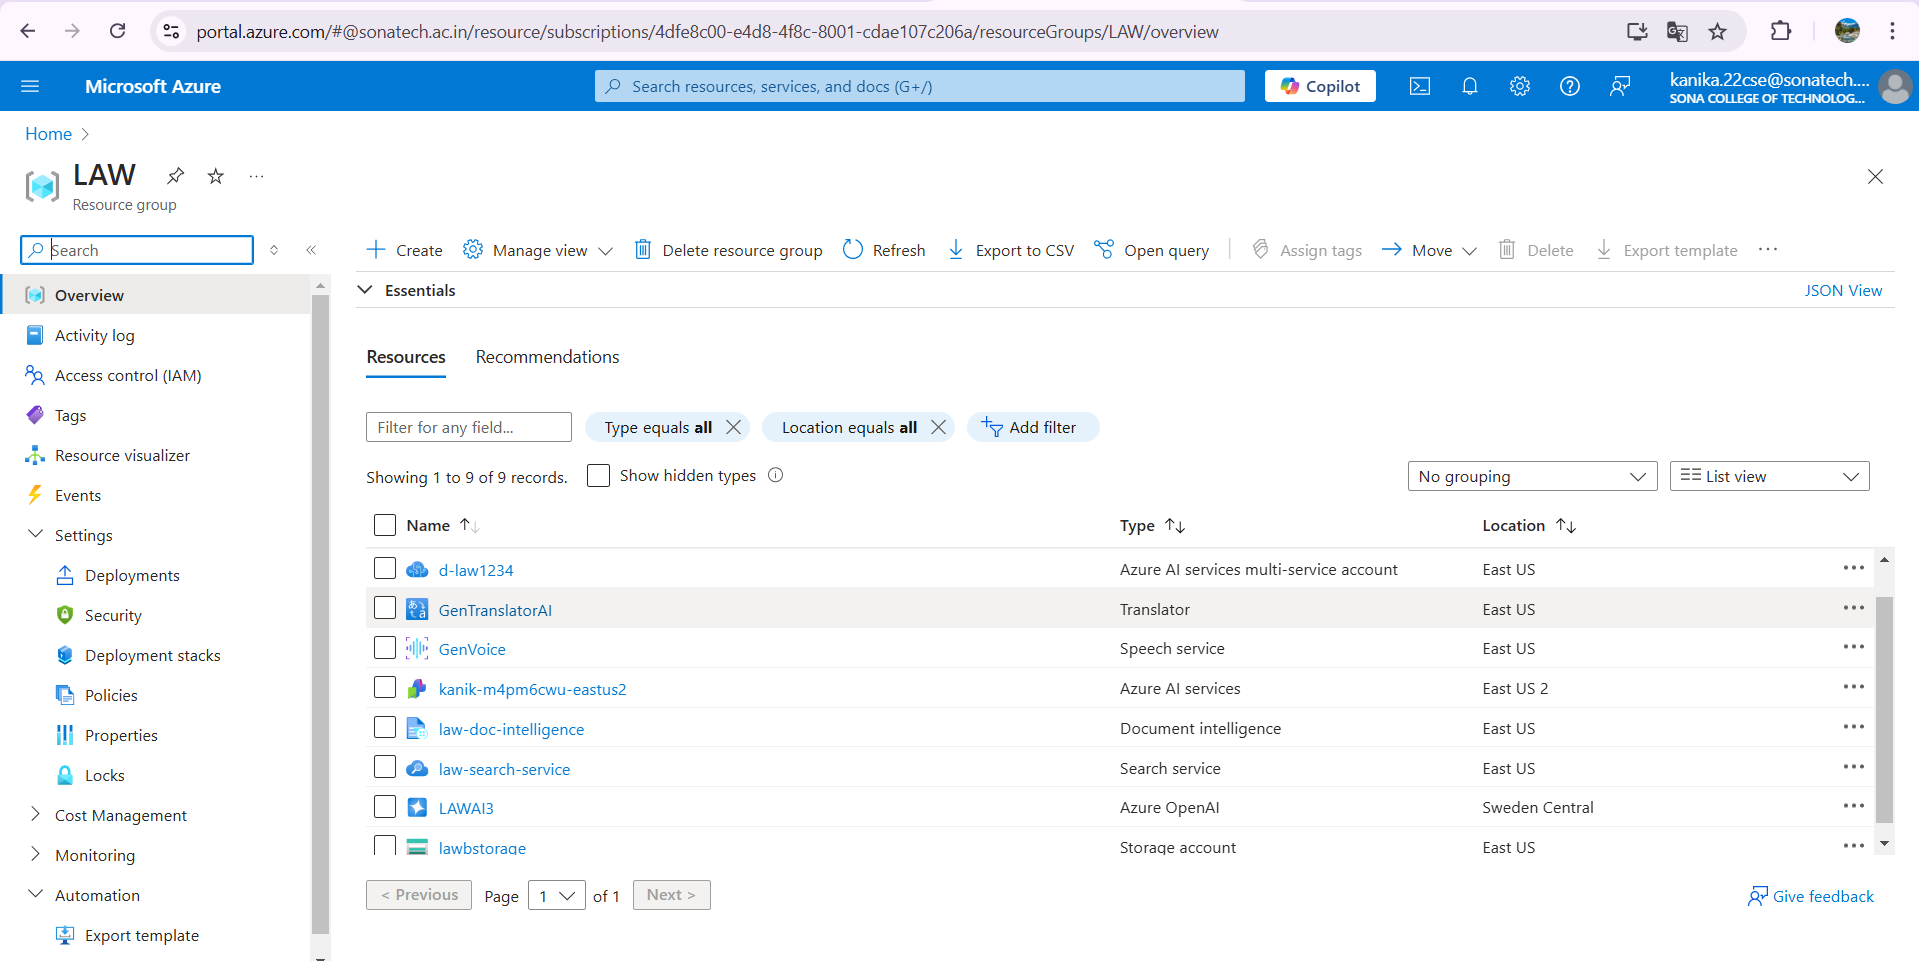 portal.azure.com/#@sonatech.ac.in/resource/subscriptions/4dfe8c00-e4d8-4f8c-8001-cdae107c206a/resourceGroups/LAW/overview
Microsoft Azure
Search resources, services, and docs (G+/)
Copilot
kanika.22cse@sonatech....
SONA COLLEGE OF TECHNOLOG...
Home
LAW
Resource group
Search
Create
Manage view
Delete resource group
Refresh
Export to CSV
Open query
Assign tags
Move
Delete
Export template
Essentials
JSON View
Overview
Activity log
Access control (IAM)
Tags
Resource visualizer
Events
Settings
Deployments
Security
Deployment stacks
Policies
Properties
Locks
Cost Management
Monitoring
Automation
Export template
Resources Recommendations
Filter for any field...
Type equals all
Location equals all
Add filter
Showing 1 to 9 of 9 records.
Show hidden types
No grouping
List view
Name Type Location
d-law1234 Azure AI services multi-service account East US
GenTranslatorAI Translator East US
GenVoice Speech service East US
kanik-m4pm6cwu-eastus2 Azure AI services East US 2
law-doc-intelligence Document intelligence East US
law-search-service Search service East US
LAWAI3 Azure OpenAI Sweden Central
lawbstorage Storage account East US
< Previous Page 1 of 1 Next >
Give feedback